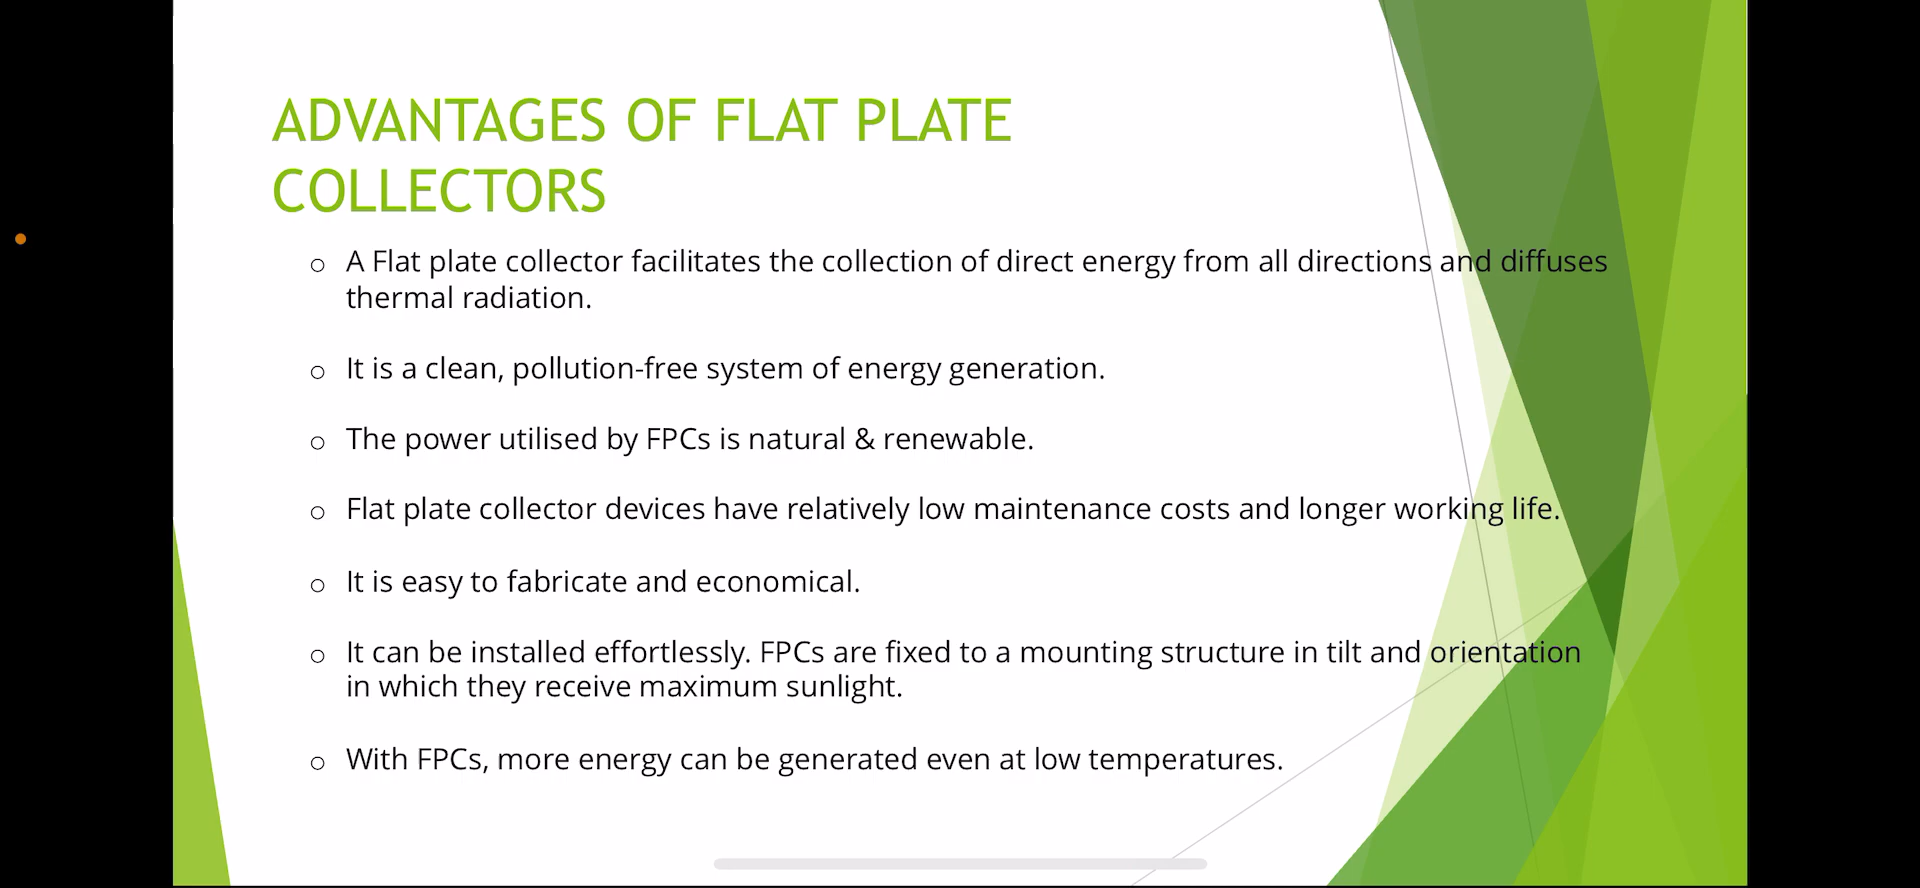 ADVANTAGES OF FLAT PLATE
COLLECTORS
o A Flat plate collector facilitates the collection of direct energy from all directions and diffuses
thermal radiation.
o It is a clean, pollution-free system of energy generation.
o The power utilised by FPCs is natural & renewable.
o Flat plate collector devices have relatively low maintenance costs and longer working life.
o It is easy to fabricate and economical.
o It can be installed effortlessly. FPCs are fixed to a mounting structure in tilt and orientation
in which they receive maximum sunlight.
o With FPCs, more energy can be generated even at low temperatures.